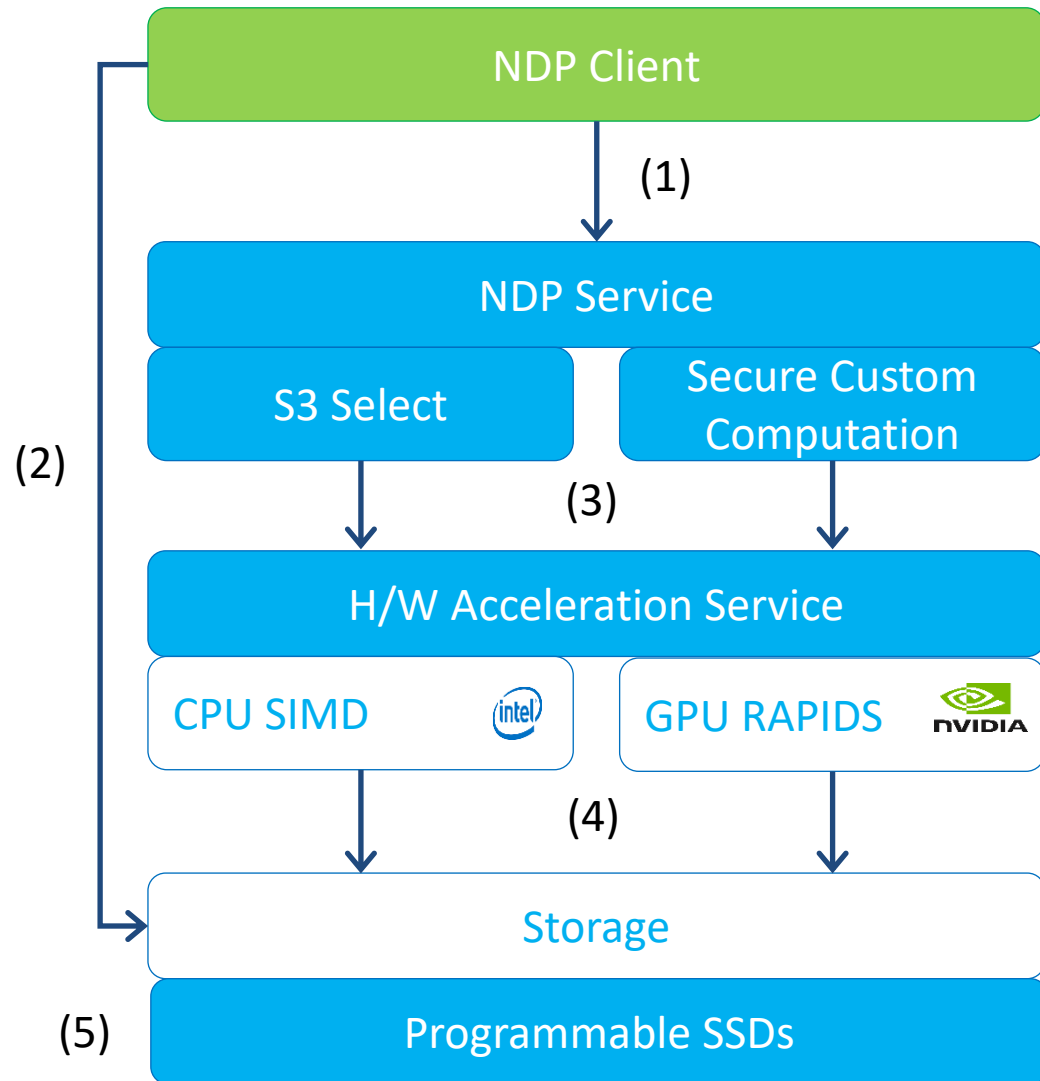 NDP Client
(1)
NDP Service
S3 Select
Secure Custom
Computation
(2)
(3)
H/W Acceleration Service
CPU SIMD
intel
GPU RAPIDS
NVIDIA
(4)
Storage
(5)
Programmable SSDs